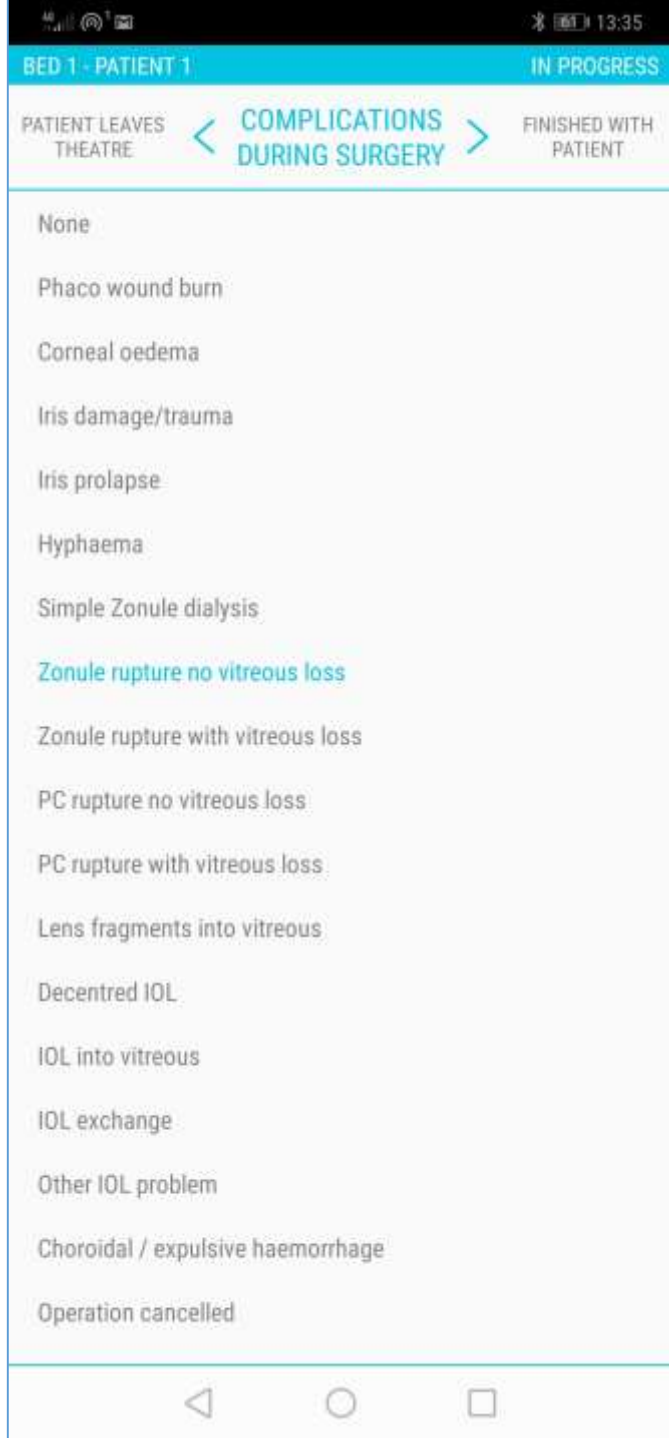 4G 1 61 13:35
BED 1 - PATIENT 1 IN PROGRESS
PATIENT LEAVES
THEATRE
<
COMPLICATIONS
DURING SURGERY
>
FINISHED WITH
PATIENT
None
Phaco wound burn
Corneal oedema
Iris damage/trauma
Iris prolapse
Hyphaema
Simple Zonule dialysis
Zonule rupture no vitreous loss
Zonule rupture with vitreous loss
PC rupture no vitreous loss
PC rupture with vitreous loss
Lens fragments into vitreous
Decentred IOL
IOL into vitreous
IOL exchange
Other IOL problem
Choroidal / expulsive haemorrhage
Operation cancelled